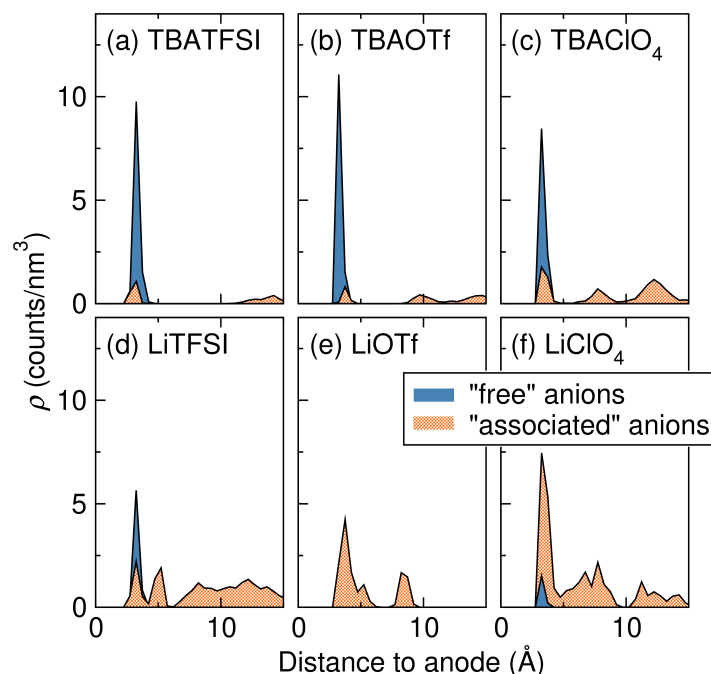 (a) TBATFSI
(b) TBAOTf
(c) TBAClO₄
10
5
0
(d) LiTFSI
(e) LiOTf
(f) LiClO₄
10
5
0
"free" anions
"associated" anions
0
10
0
10
0
10
ρ (counts/nm³)
Distance to anode (Å)